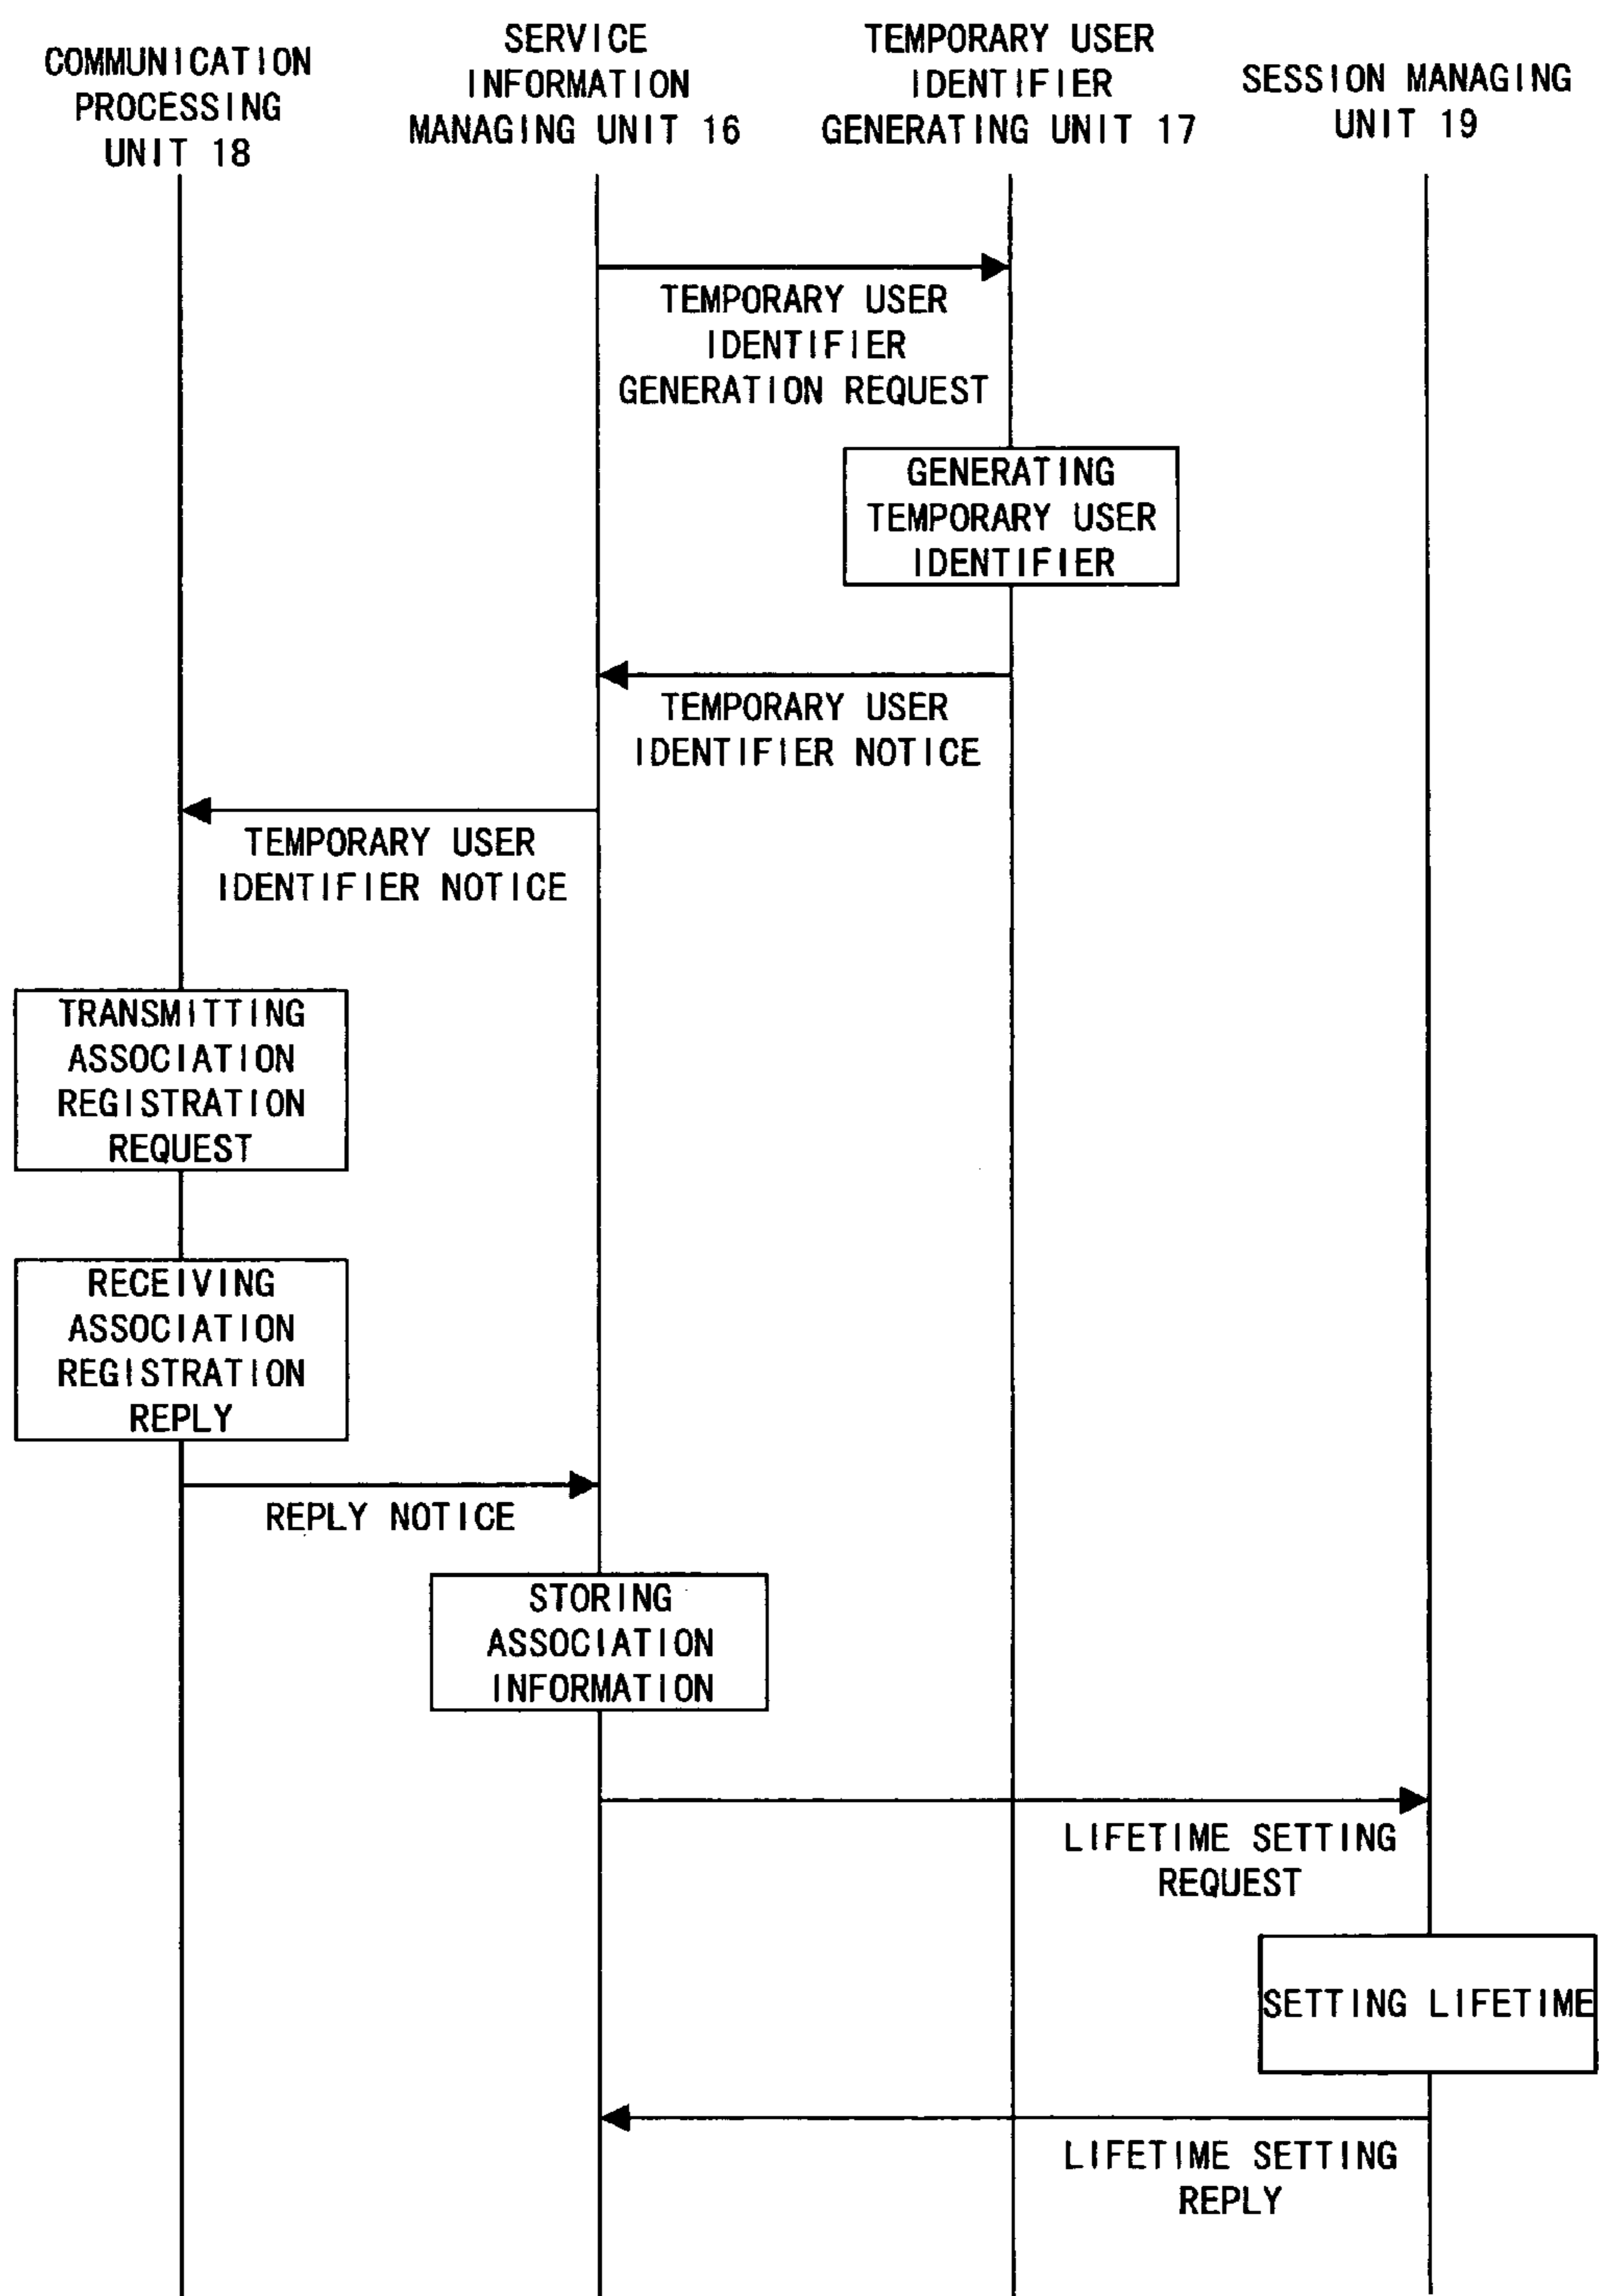 COMMUNICATION
PROCESSING
UNIT 18
SERVICE
INFORMATION
MANAGING UNIT 16
TEMPORARY USER
IDENTIFIER
GENERATING UNIT 17
SESSION MANAGING
UNIT 19
TEMPORARY USER
IDENTIFIER
GENERATION REQUEST
GENERATING
TEMPORARY USER
IDENTIFIER
TEMPORARY USER
IDENTIFIER NOTICE
TEMPORARY USER
IDENTIFIER NOTICE
TRANSMITTING
ASSOCIATION
REGISTRATION
REQUEST
RECEIVING
ASSOCIATION
REGISTRATION
REPLY
REPLY NOTICE
STORING
ASSOCIATION
INFORMATION
LIFETIME SETTING
REQUEST
SETTING LIFETIME
LIFETIME SETTING
REPLY